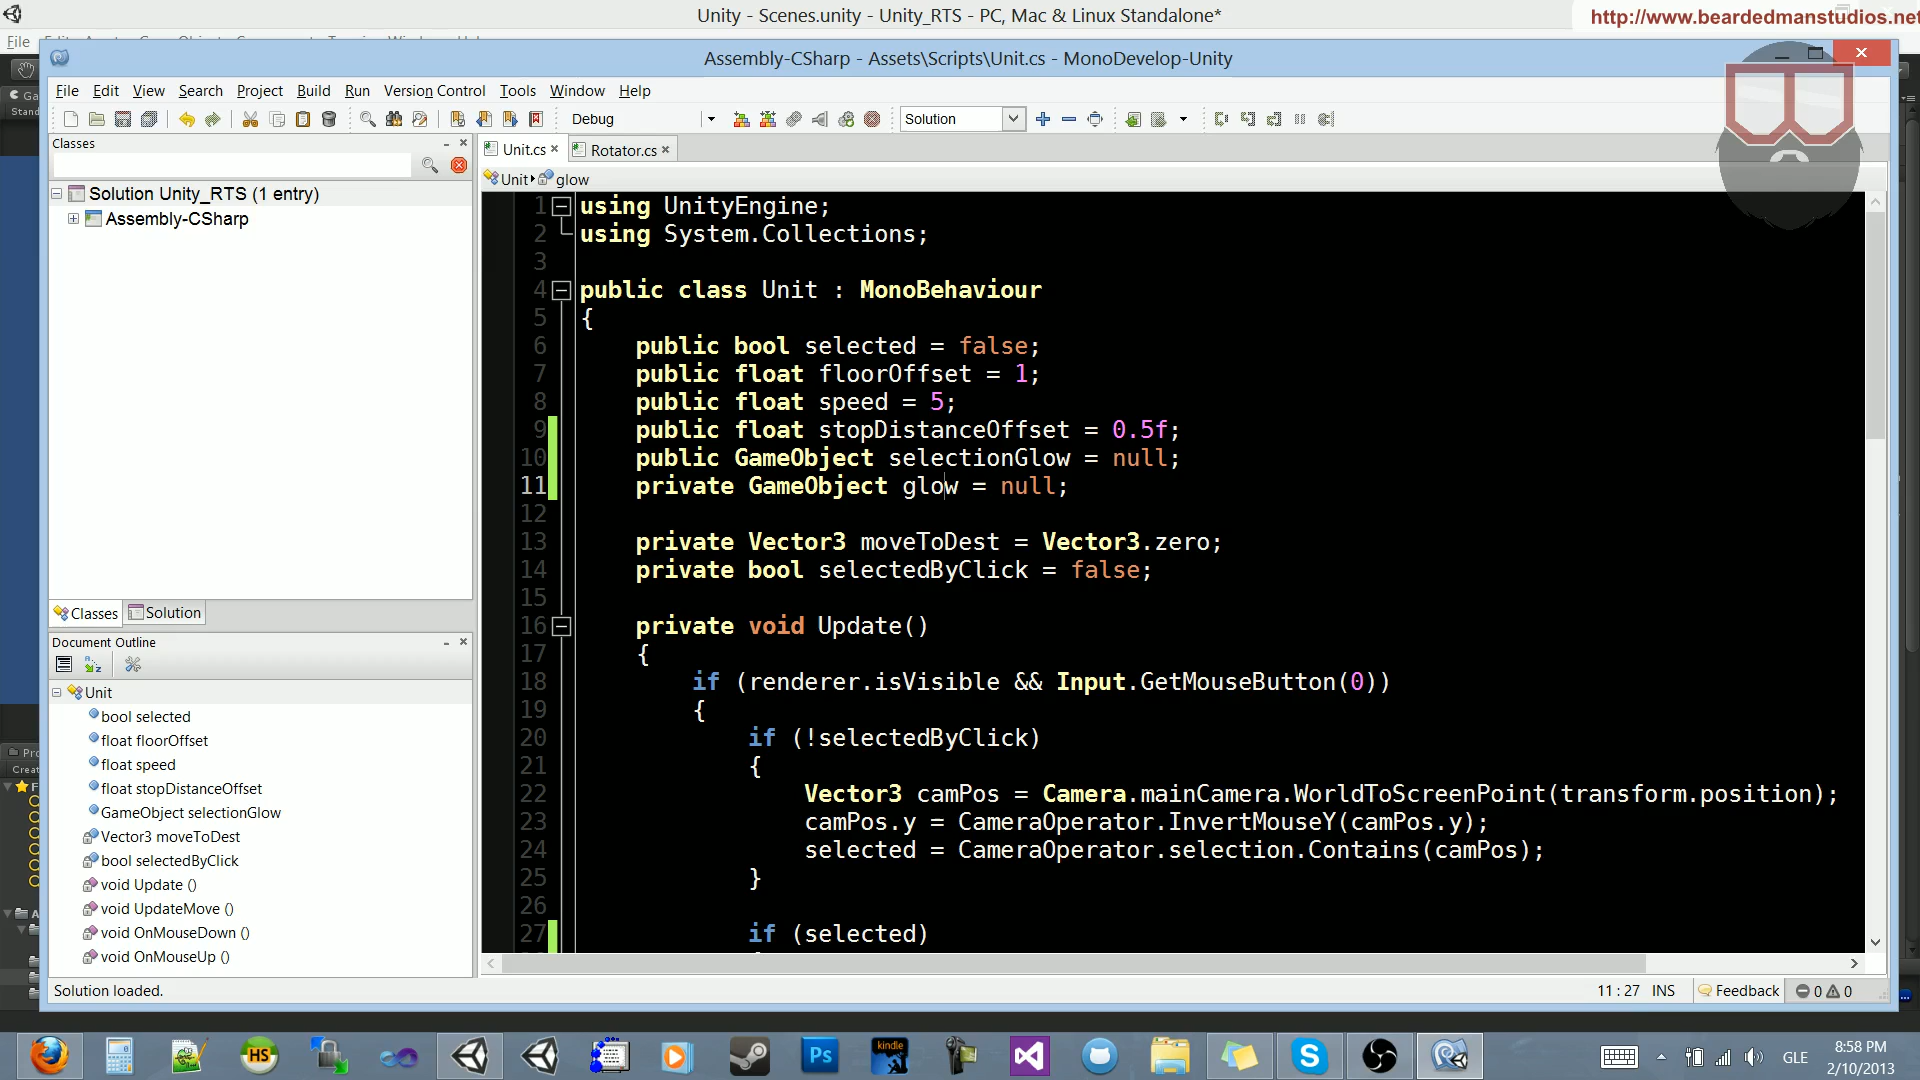 Unity - Scenes.unity - Unity_RTS - PC, Mac & Linux Standalone*
http://www.beardedmanstudios.net
File
Assembly-CSharp - Assets\Scripts\Unit.cs - MonoDevelop-Unity
File Edit View Search Project Build Run Version Control Tools Window Help
Debug
Solution
Classes
Unit.cs
Rotator.cs
Unit
glow
Solution Unity_RTS (1 entry)
Assembly-CSharp
1 using UnityEngine;
2 using System.Collections;
3
4 public class Unit : MonoBehaviour
5 {
6 public bool selected = false;
7 public float floorOffset = 1;
8 public float speed = 5;
9 public float stopDistanceOffset = 0.5f;
10 public GameObject selectionGlow = null;
11 private GameObject glow = null;
12
13 private Vector3 moveToDest = Vector3.zero;
14 private bool selectedByClick = false;
15
16 private void Update()
17 {
18 if (renderer.isVisible && Input.GetMouseButton(0))
19 {
20 if (!selectedByClick)
21 {
22 Vector3 camPos = Camera.mainCamera.WorldToScreenPoint(transform.position);
23 camPos.y = CameraOperator.InvertMouseY(camPos.y);
24 selected = CameraOperator.selection.Contains(camPos);
25 }
26
27 if (selected)
Classes
Solution
Document Outline
Unit
bool selected
float floorOffset
float speed
float stopDistanceOffset
GameObject selectionGlow
Vector3 moveToDest
bool selectedByClick
void Update ()
void UpdateMove ()
void OnMouseDown ()
void OnMouseUp ()
Solution loaded.
11 : 27 INS
Feedback
0 0
HS
Ps
kindle
GLE
8:58 PM
2/10/2013